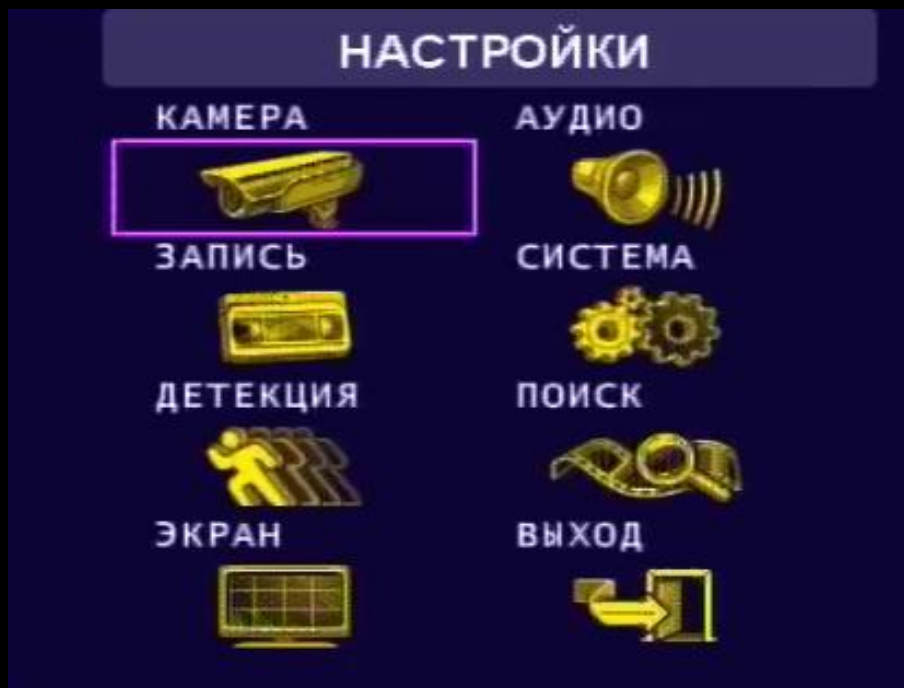 НАСТРОЙКИ
КАМЕРА
АУДИО
ЗАПИСЬ
СИСТЕМА
ДЕТЕКЦИЯ
ПОИСК
ЭКРАН
ВЫХОД